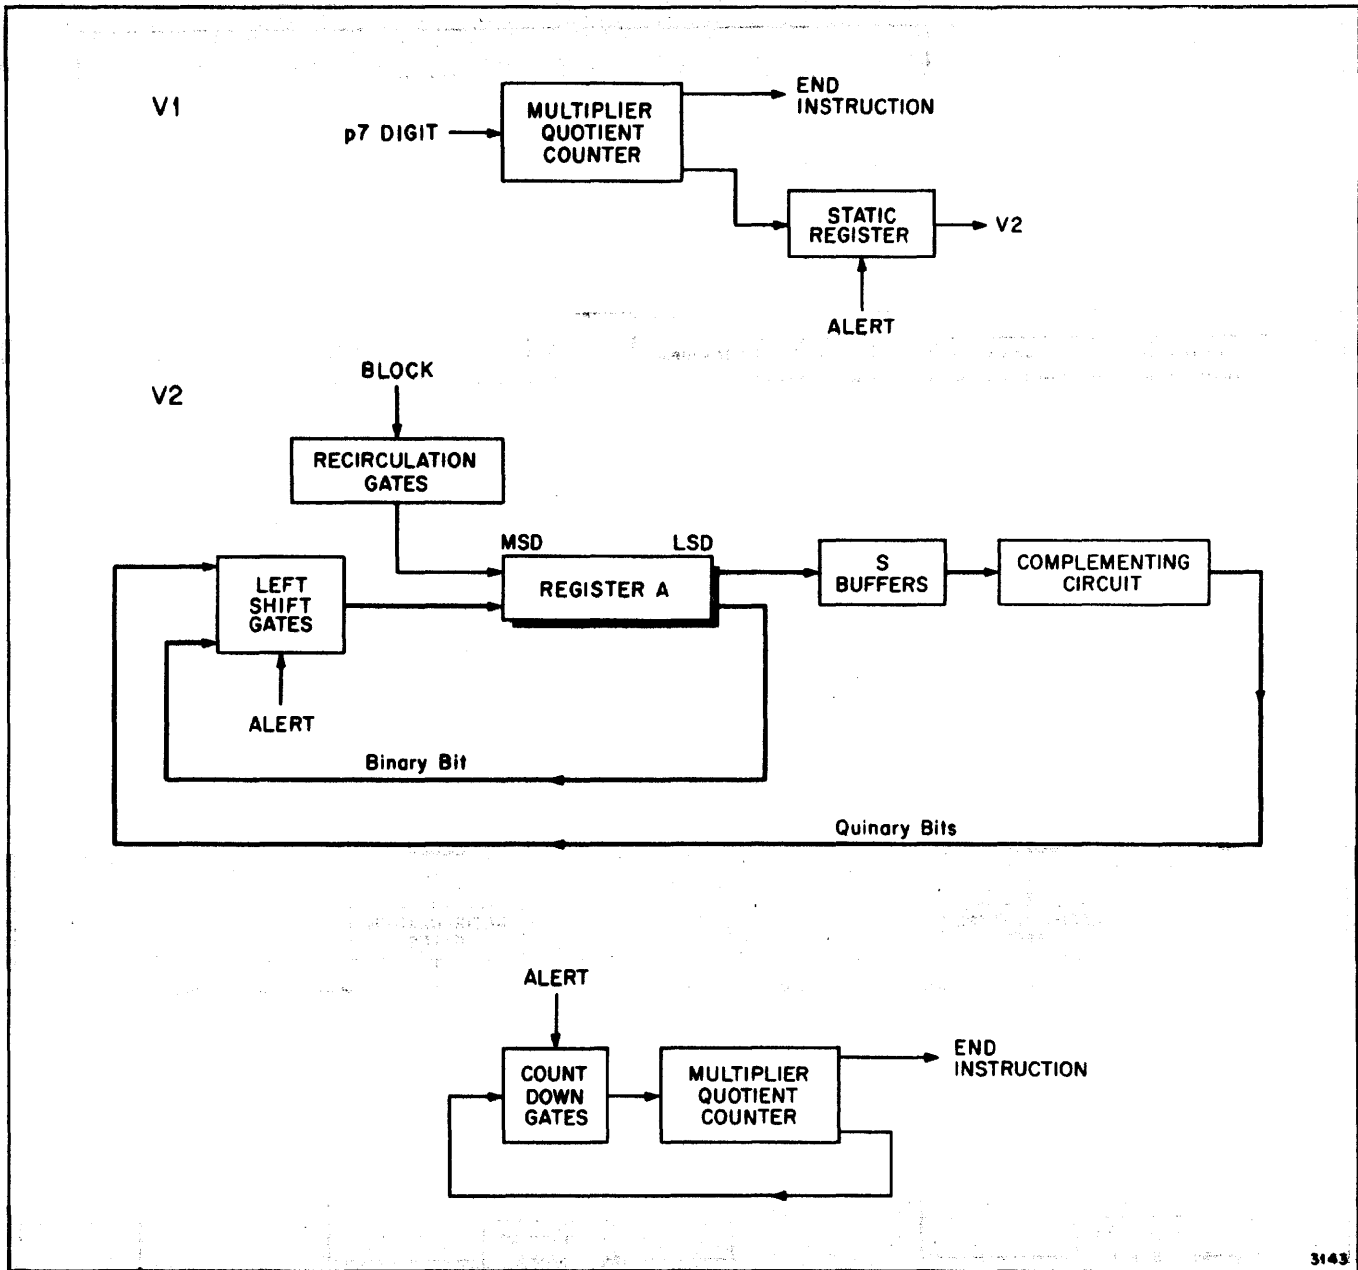 V1
p7 DIGIT
MULTIPLIER
QUOTIENT
COUNTER
END
INSTRUCTION
STATIC
REGISTER
V2
ALERT
V2
BLOCK
RECIRCULATION
GATES
MSD
LSD
LEFT
SHIFT
GATES
REGISTER A
S
BUFFERS
COMPLEMENTING
CIRCUIT
ALERT
Binary Bit
Quinary Bits
ALERT
COUNT
DOWN
GATES
MULTIPLIER
QUOTIENT
COUNTER
END
INSTRUCTION
3143